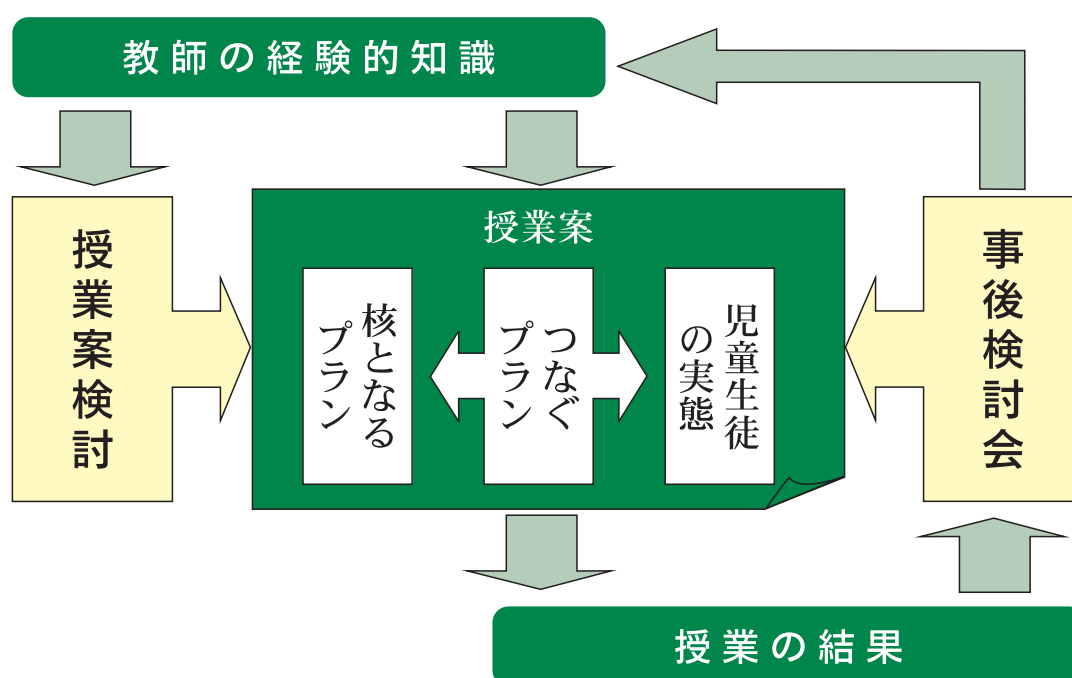 教師の経験的知識
授業案検討
授業案
核となる
プラン
つなぐ
プラン
児童生徒
の実態
事後検討会
授業の結果